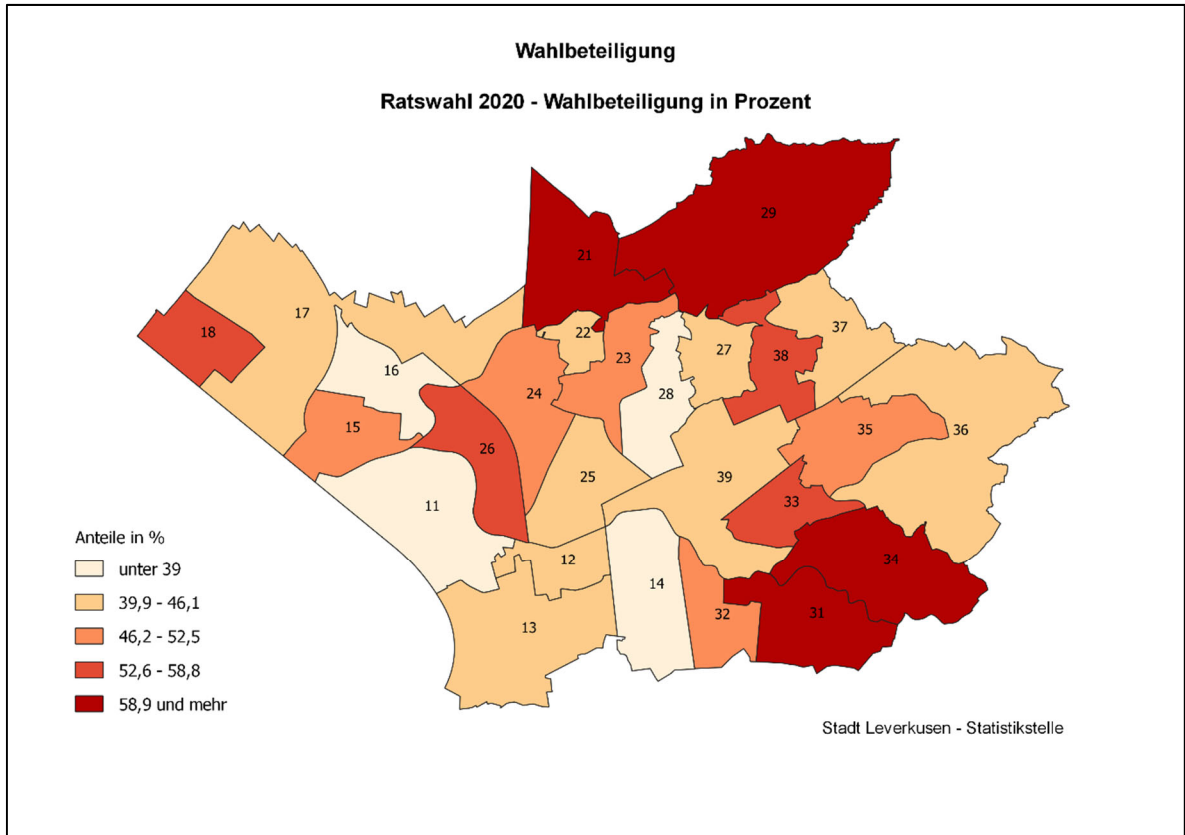 Wahlbeteiligung
Ratswahl 2020 - Wahlbeteiligung in Prozent
29
21
17
18
22
37
16
23
27
38
24
28
15
35
36
26
25
39
11
33
12
34
14
13
32
31
Anteile in %
unter 39
39,9 - 46,1
46,2 - 52,5
52,6 - 58,8
58,9 und mehr
Stadt Leverkusen - Statistikstelle